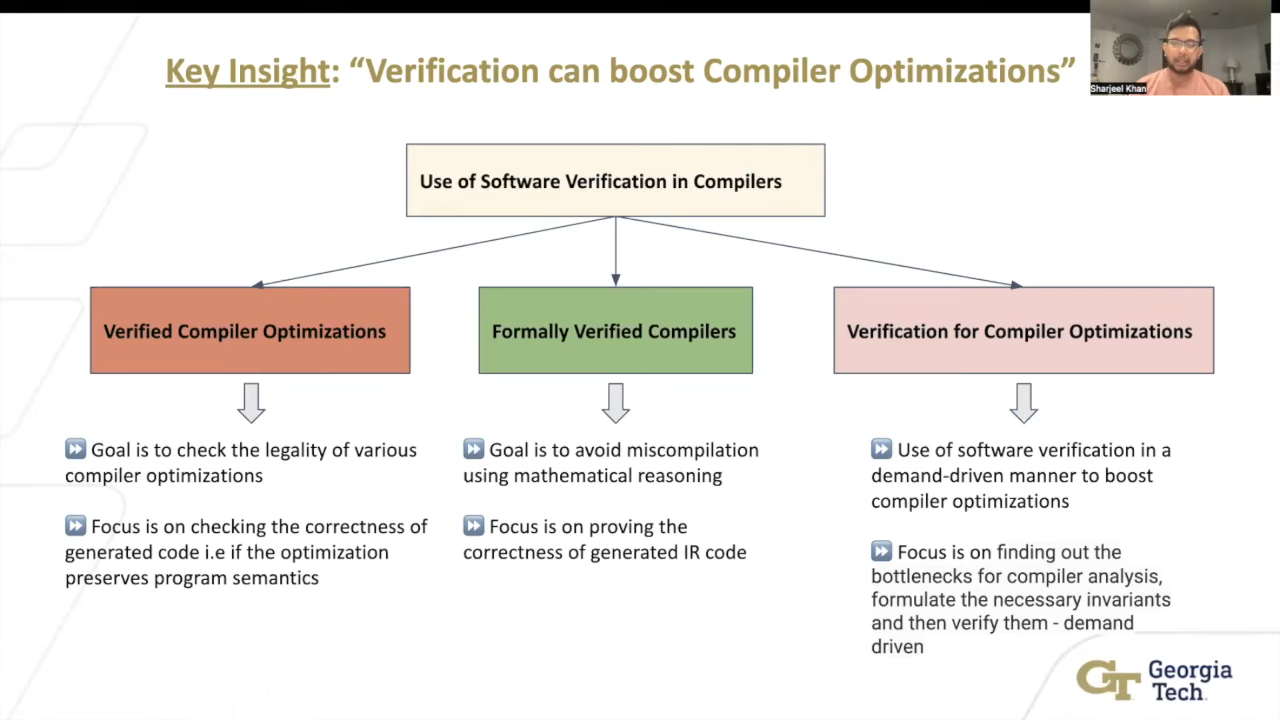 Key Insight: “Verification can boost Compiler Optimizations”
Sharjeel Khan
Use of Software Verification in Compilers
Verified Compiler Optimizations
Formally Verified Compilers
Verification for Compiler Optimizations
Goal is to check the legality of various
compiler optimizations
Focus is on checking the correctness of
generated code i.e if the optimization
preserves program semantics
Goal is to avoid miscompilation
using mathematical reasoning
Focus is on proving the
correctness of generated IR code
Use of software verification in a
demand-driven manner to boost
compiler optimizations
Focus is on finding out the
bottlenecks for compiler analysis,
formulate the necessary invariants
and then verify them - demand
driven
GT Georgia
Tech